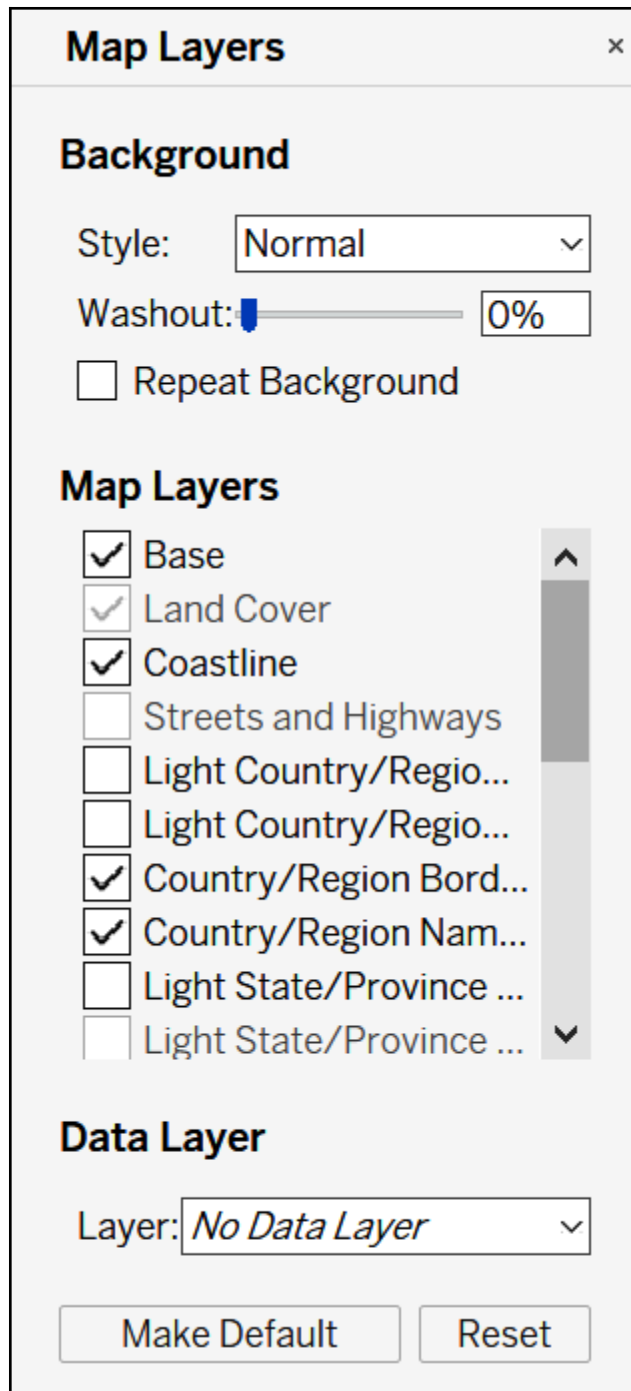 Map Layers ×
Background
Style: Normal
Washout: 0%
Repeat Background
Map Layers
Base
Land Cover
Coastline
Streets and Highways
Light Country/Regio...
Light Country/Regio...
Country/Region Bord...
Country/Region Nam...
Light State/Province ...
Light State/Province ...
Data Layer
Layer: No Data Layer
Make Default Reset